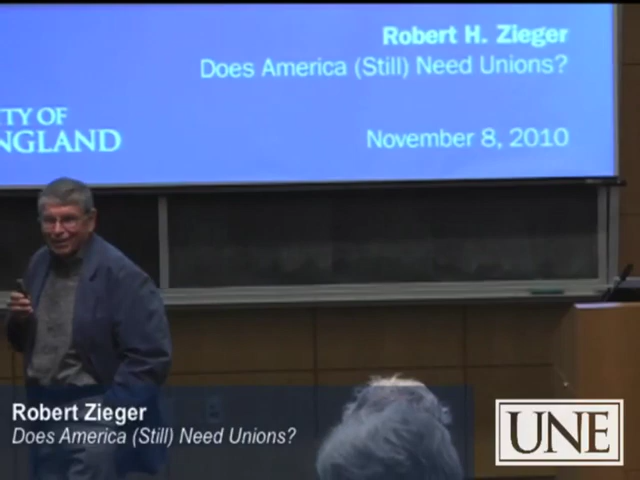 Robert H. Zieger
Does America (Still) Need Unions?
TY OF
NGLAND
November 8, 2010
Robert Zieger
Does America (Still) Need Unions?
UNE